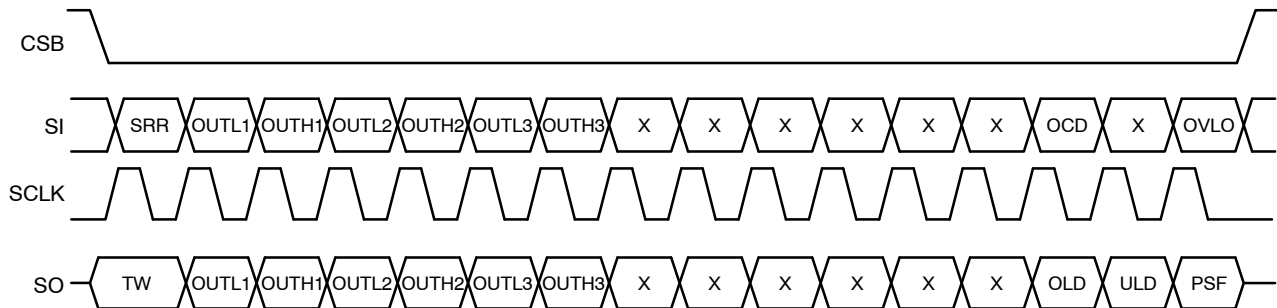 CSB
SI SRR OUTL1 OUTH1 OUTL2 OUTH2 OUTL3 OUTH3 X X X X X X OCD X OVLO
SCLK
SO TW OUTL1 OUTH1 OUTL2 OUTH2 OUTL3 OUTH3 X X X X X X OLD ULD PSF